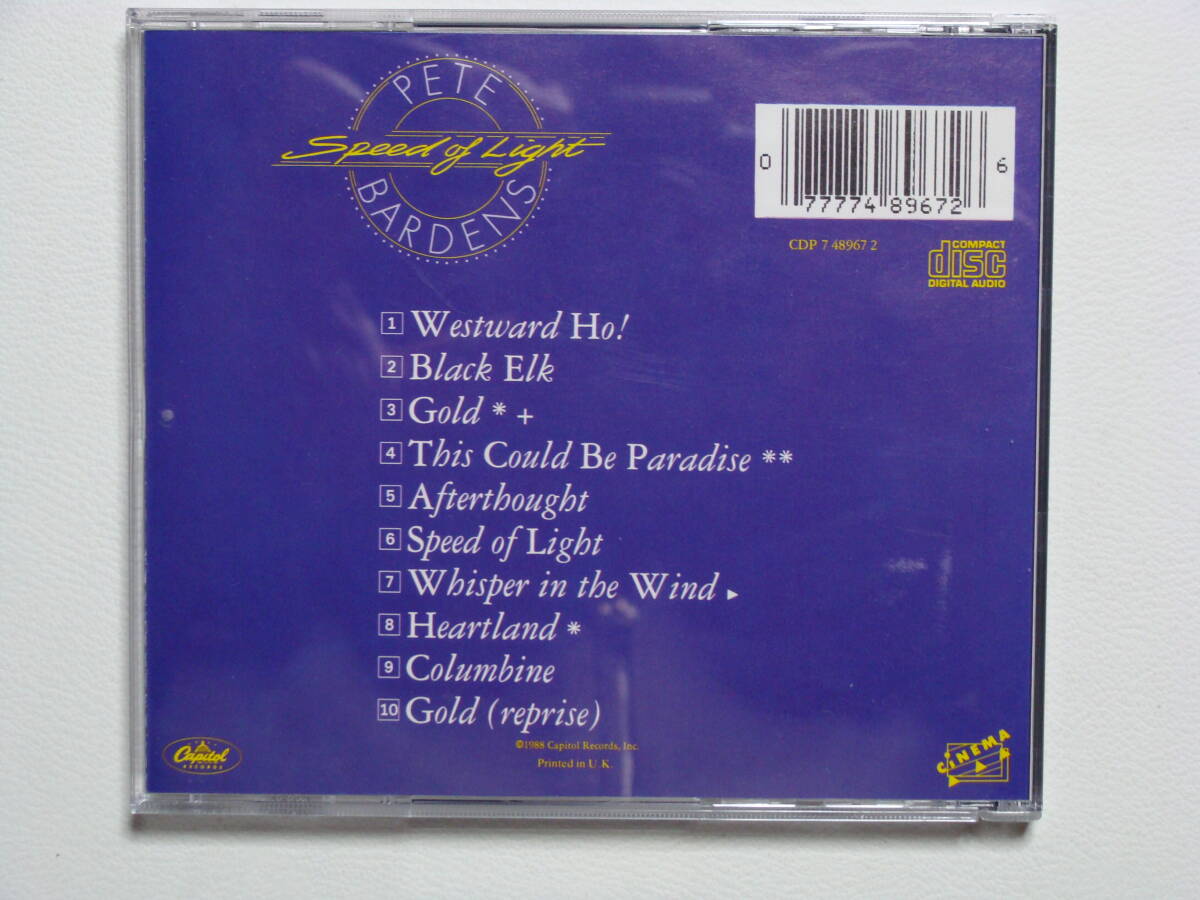 PETE
Speed of Light
BARDENS
0 77774 89672 6
CDP 7 48967 2
COMPACT
disc
DIGITAL AUDIO
1 Westward Ho!
2 Black Elk
3 Gold * +
4 This Could Be Paradise **
5 Afterthought
6 Speed of Light
7 Whisper in the Wind ►
8 Heartland *
9 Columbine
10 Gold (reprise)
©1988 Capitol Records, Inc.
Printed in U.K.
Capitol
RECORDS
CINEMA